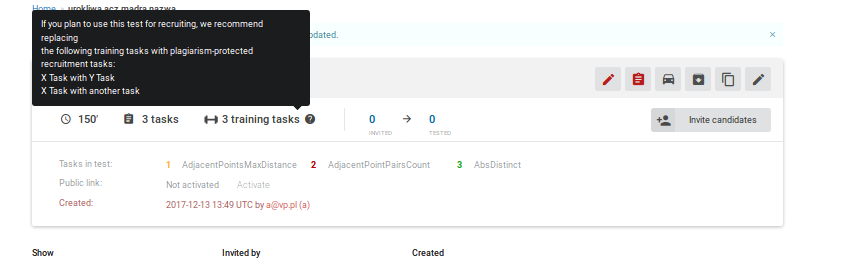 Home › urokliwa acz mądra nazwa
If you plan to use this test for recruiting, we recommend
replacing
the following training tasks with plagiarism-protected
recruitment tasks:
X Task with Y Task
X Task with another task
pdated. ×
150' 3 tasks 3 training tasks ? 0 → 0 Invite candidates
INVITED TESTED
Tasks in test: 1 AdjacentPointsMaxDistance 2 AdjacentPointPairsCount 3 AbsDistinct
Public link: Not activated Activate
Created: 2017-12-13 13:49 UTC by a@vp.pl (a)
Show Invited by Created